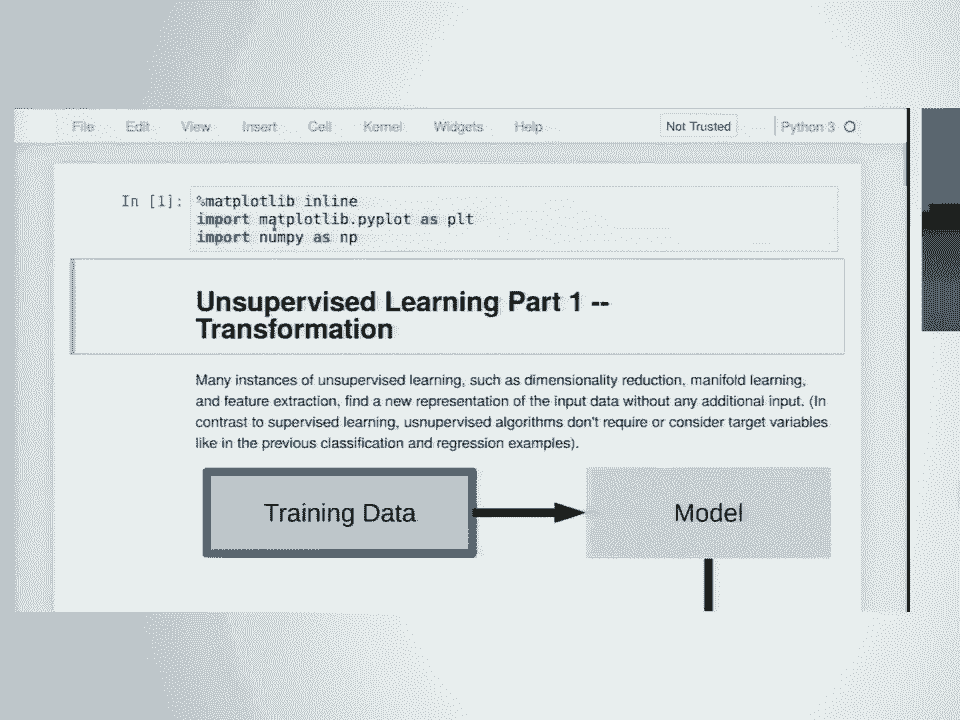 File Edit View Insert Cell Kernel Widgets Help Not Trusted Python 3
In [1]: %matplotlib inline
import matplotlib.pyplot as plt
import numpy as np
Unsupervised Learning Part 1 --
Transformation
Many instances of unsupervised learning, such as dimensionality reduction, manifold learning,
and feature extraction, find a new representation of the input data without any additional input. (In
contrast to supervised learning, usnupervised algorithms don't require or consider target variables
like in the previous classification and regression examples).
Training Data Model